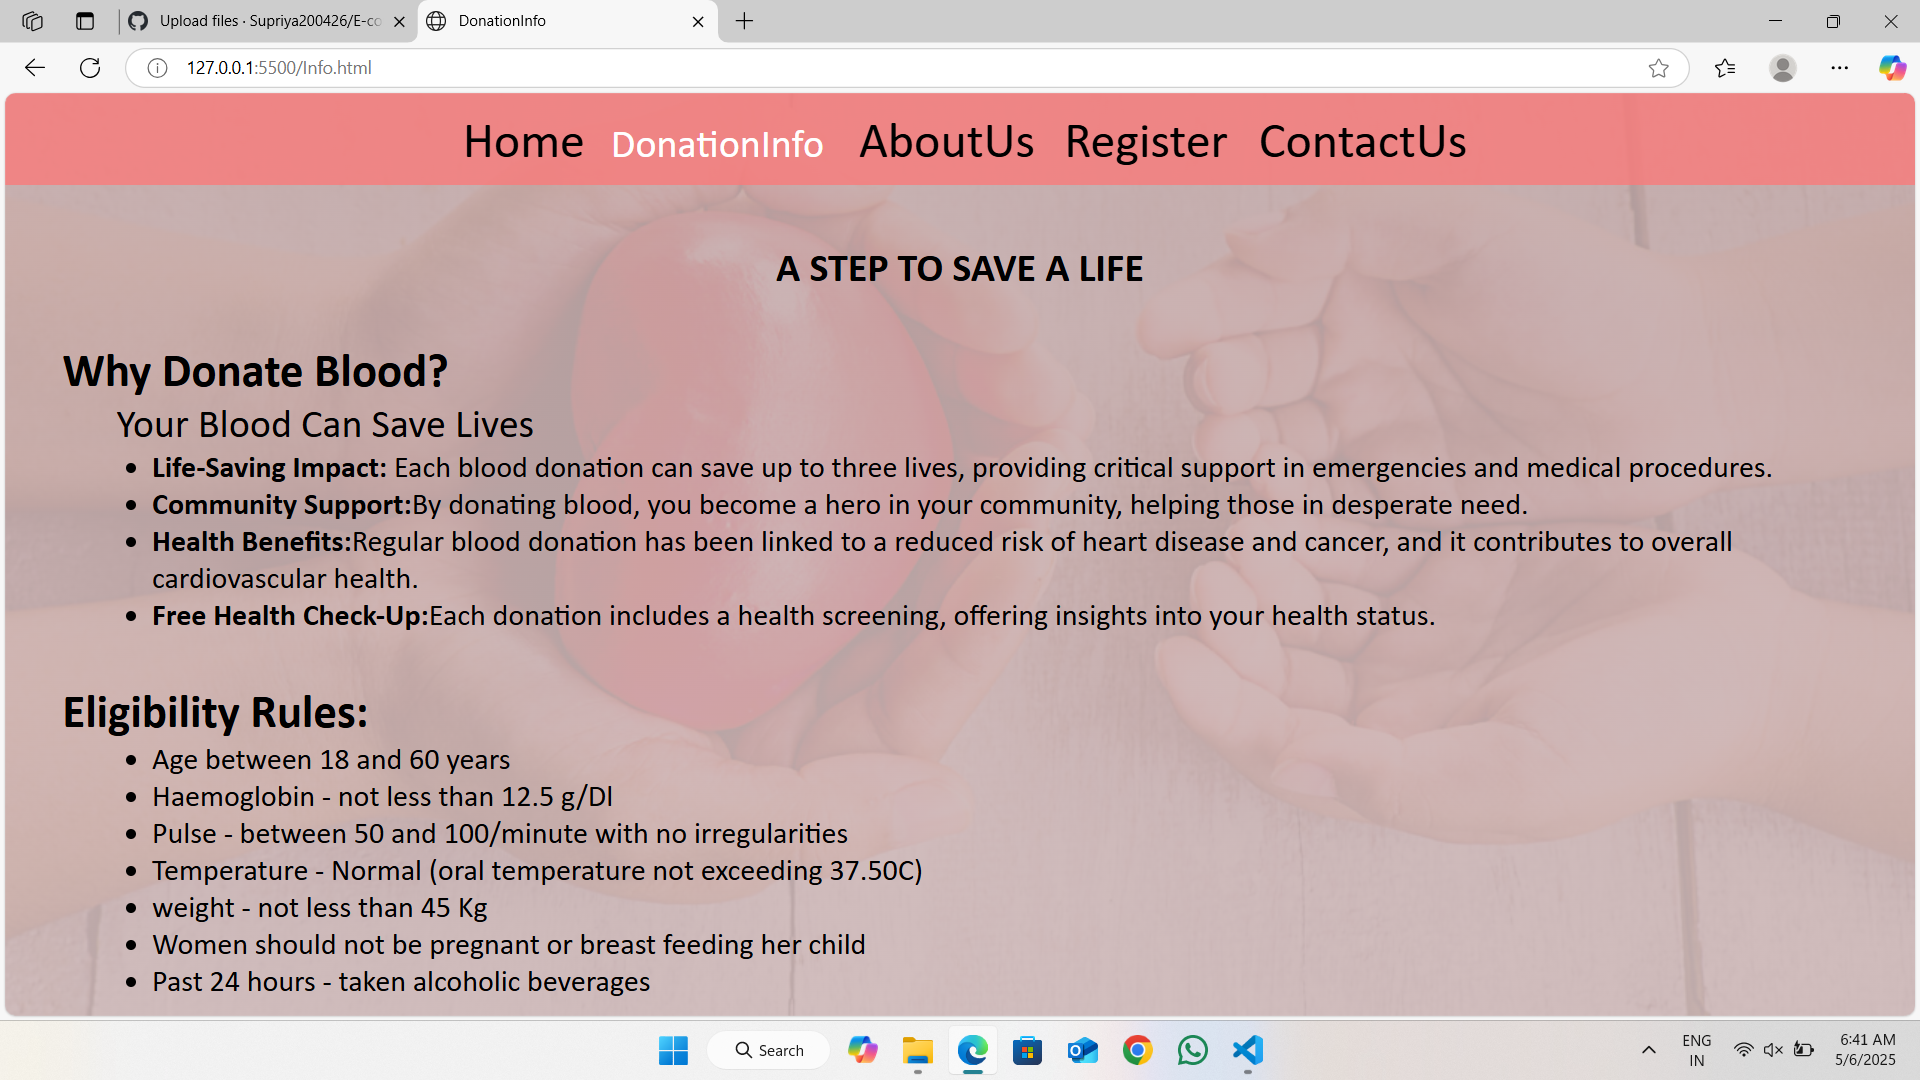 Upload files · Supriya200426/E-co
DonationInfo
127.0.0.1:5500/Info.html
Home DonationInfo AboutUs Register ContactUs
A STEP TO SAVE A LIFE
Why Donate Blood?
Your Blood Can Save Lives
• Life-Saving Impact: Each blood donation can save up to three lives, providing critical support in emergencies and medical procedures.
• Community Support:By donating blood, you become a hero in your community, helping those in desperate need.
• Health Benefits:Regular blood donation has been linked to a reduced risk of heart disease and cancer, and it contributes to overall
cardiovascular health.
• Free Health Check-Up:Each donation includes a health screening, offering insights into your health status.
Eligibility Rules:
• Age between 18 and 60 years
• Haemoglobin - not less than 12.5 g/Dl
• Pulse - between 50 and 100/minute with no irregularities
• Temperature - Normal (oral temperature not exceeding 37.50C)
• weight - not less than 45 Kg
• Women should not be pregnant or breast feeding her child
• Past 24 hours - taken alcoholic beverages
Search
ENG
IN
6:41 AM
5/6/2025